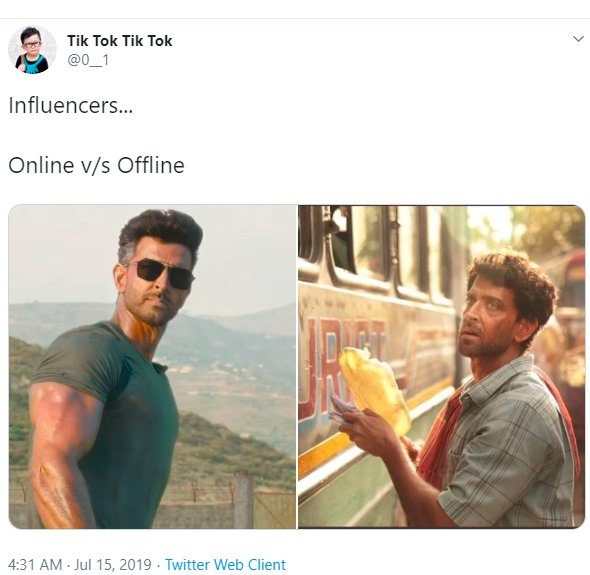 Tik Tok Tik Tok
@0__1
Influencers...
Online v/s Offline
4:31 AM · Jul 15, 2019 · Twitter Web Client